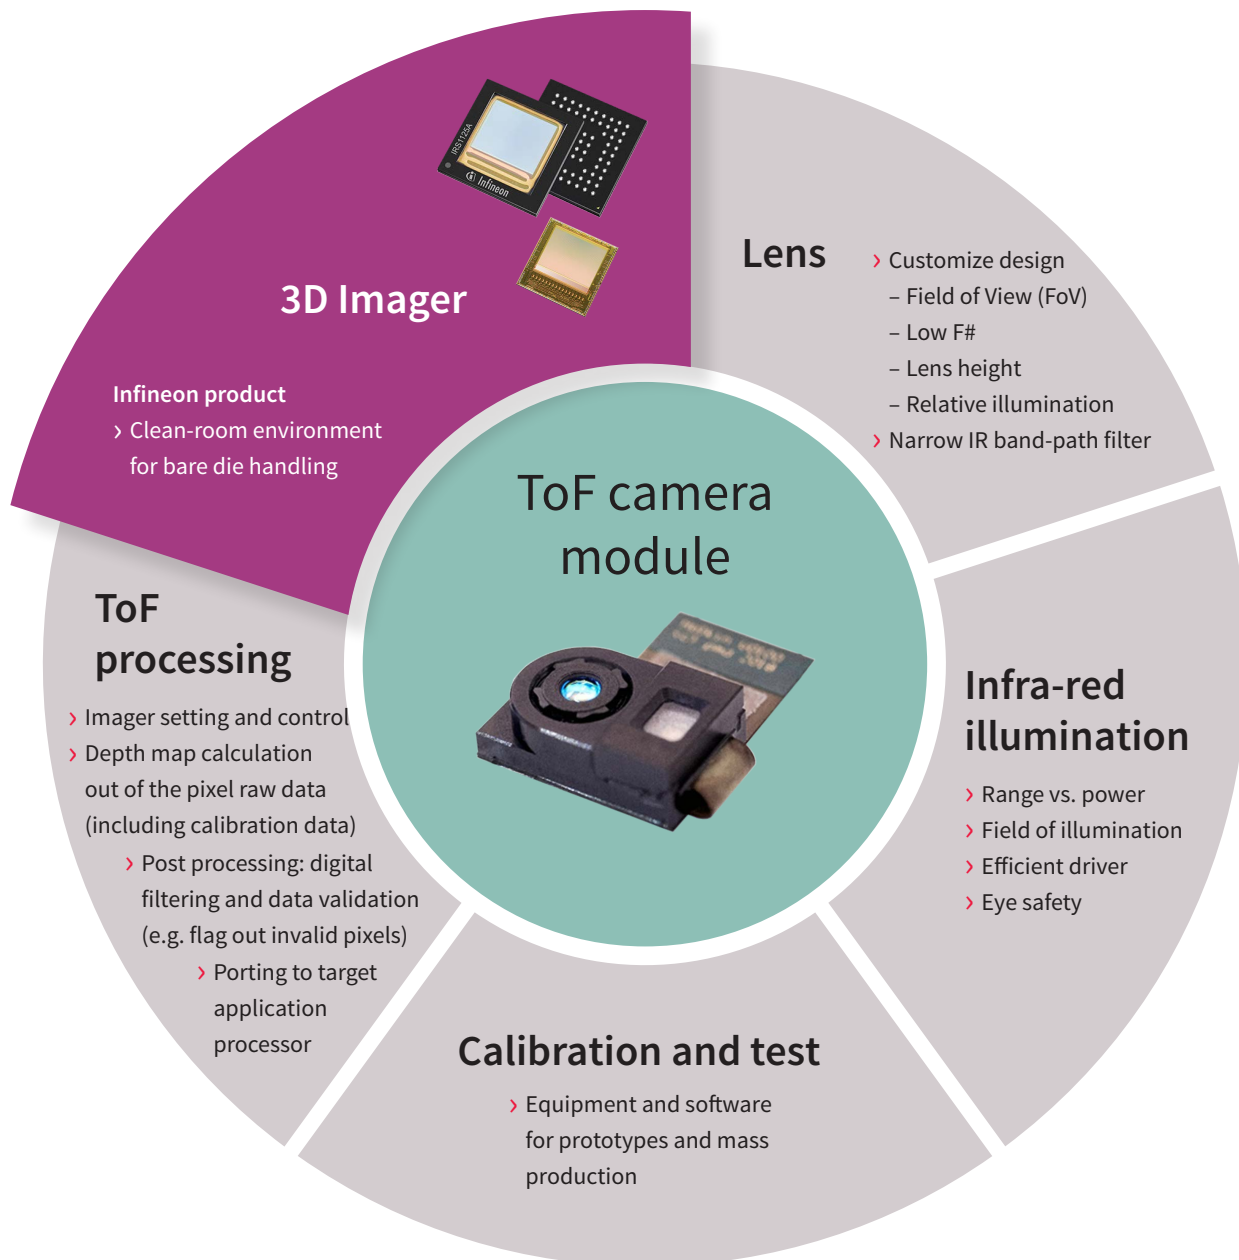 IRS1125A
Infineon
3D Imager
Infineon product
› Clean-room environment
for bare die handling
Lens
› Customize design
– Field of View (FoV)
– Low F#
– Lens height
– Relative illumination
› Narrow IR band-path filter
ToF camera
module
Infra-red
illumination
› Range vs. power
› Field of illumination
› Efficient driver
› Eye safety
Calibration and test
› Equipment and software
for prototypes and mass
production
ToF
processing
› Imager setting and control
› Depth map calculation
out of the pixel raw data
(including calibration data)
› Post processing: digital
filtering and data validation
(e.g. flag out invalid pixels)
› Porting to target
application
processor